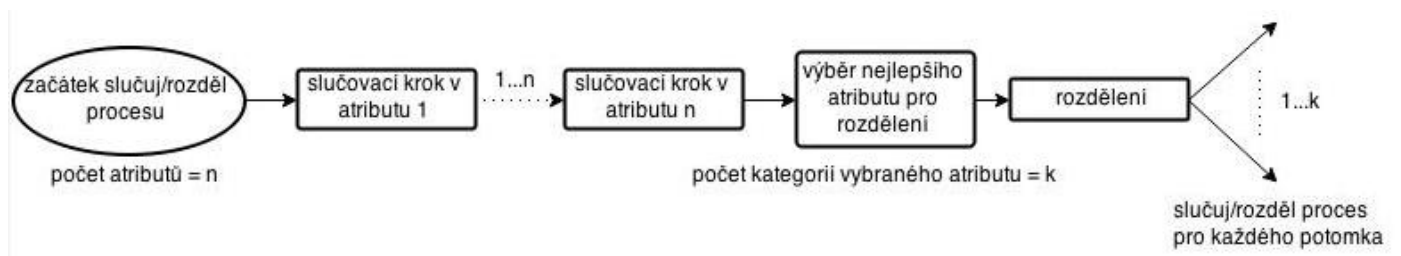 začátek slučuj/rozděl
procesu
počet atributů = n
slučovací krok v
atributu 1
1...n
slučovací krok v
atributu n
výběr nejlepšího
atributu pro
rozdělení
počet kategorií vybraného atributu = k
rozdělení
1...k
slučuj/rozděl proces
pro každého potomka